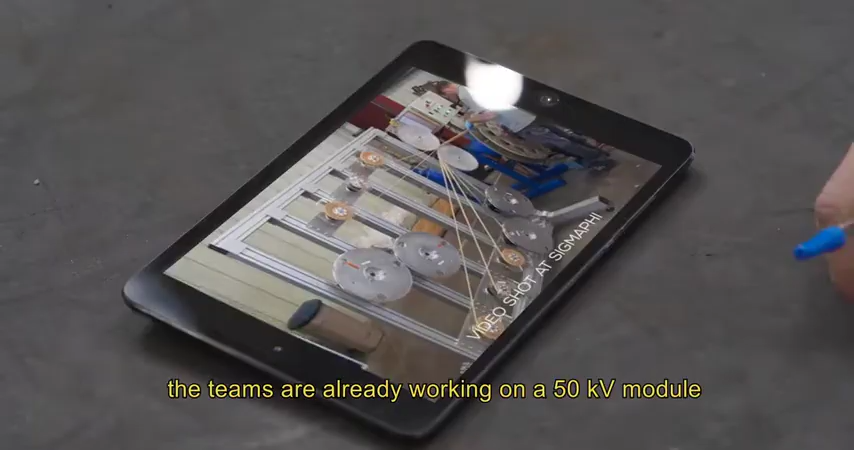 VIDEO SHOT AT SIGMAPHI
the teams are already working on a 50 kV module